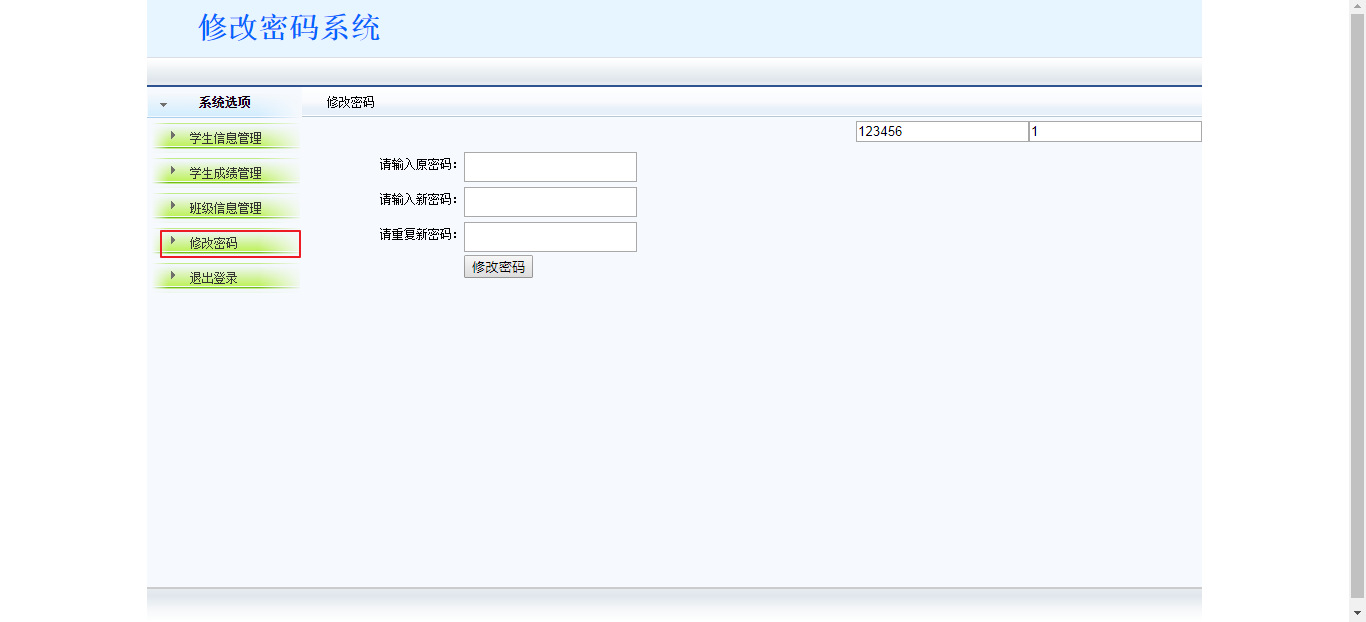 修改密码系统
系统选项
修改密码
123456
1
学生信息管理
学生成绩管理
班级信息管理
修改密码
退出登录
请输入原密码：
请输入新密码：
请重复新密码：
修改密码